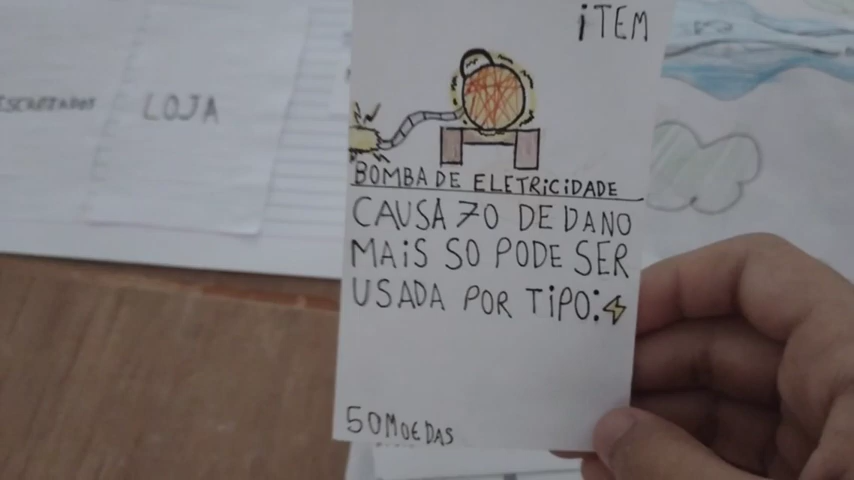 iTEM
LOJA
BOMBA DE ELETRiCiDADE
CAUSA 70 DE DANO
MAiS SO PODE SER
USADA POR TiPO:⚡
50 MOEDAS